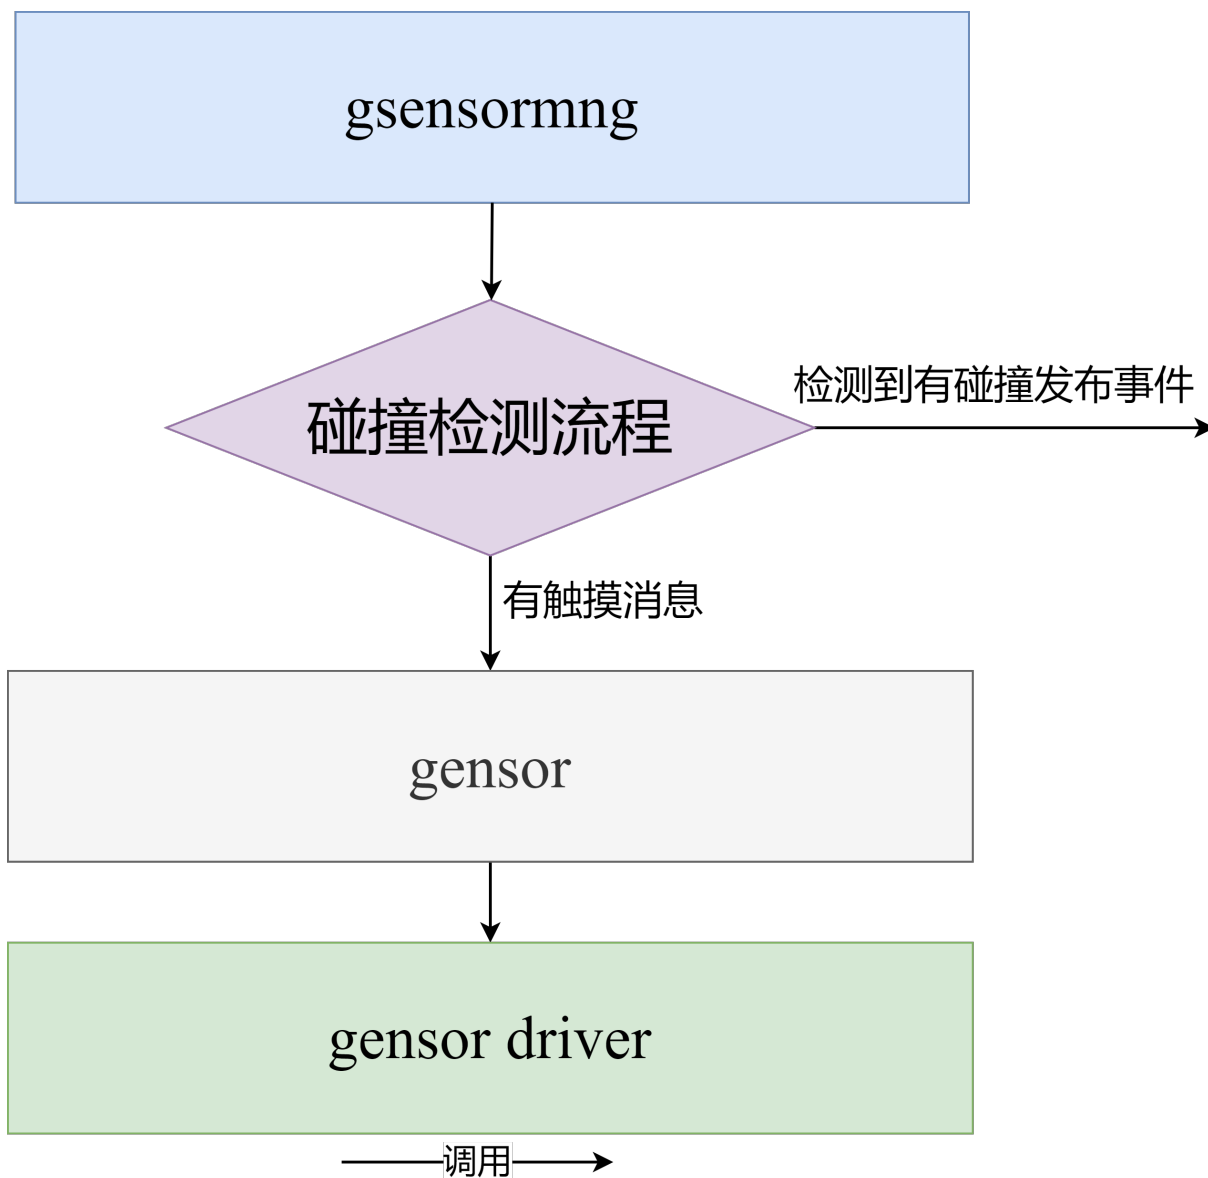 gsensormng
检测到有碰撞发布事件
碰撞检测流程
有触摸消息
gensor
gensor driver
调用